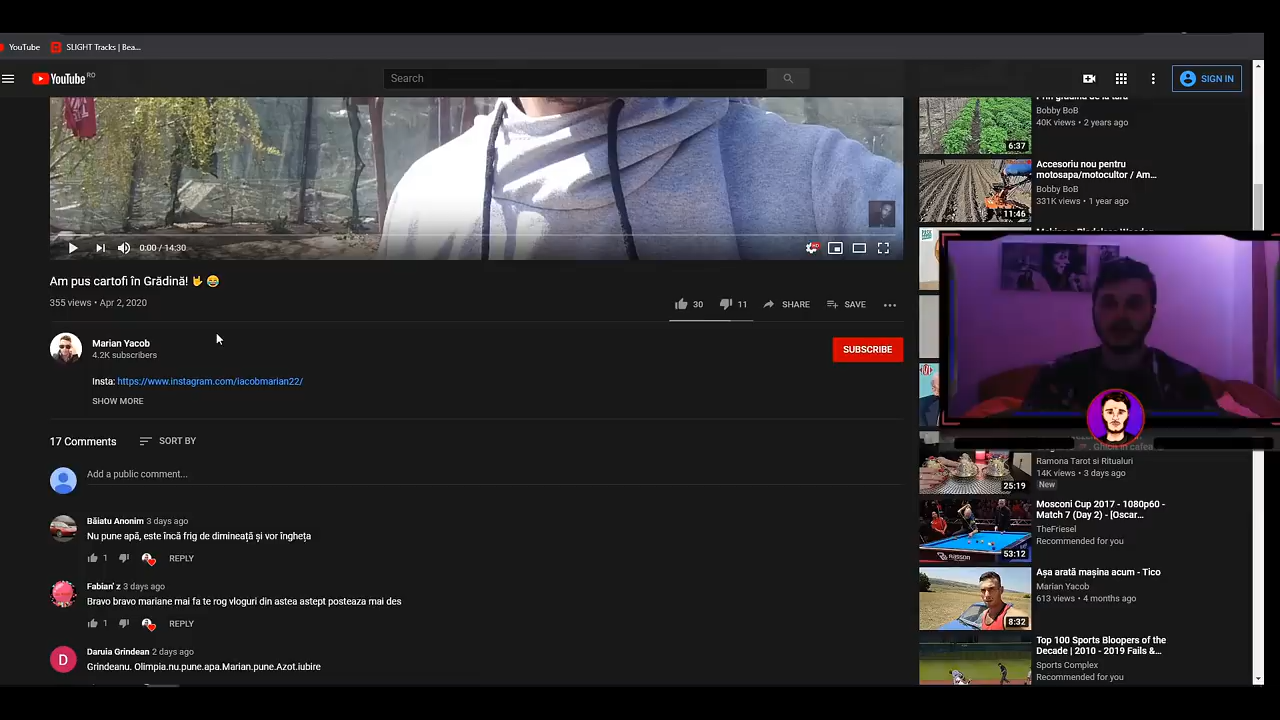 YouTube
SLIGHT Tracks | Bea...
YouTube RO
Search
SIGN IN
Bobby BoB
40K views • 2 years ago
6:37
Accesoriu nou pentru
motosapa/motocultor / Am...
Bobby BoB
331K views • 1 year ago
11:46
0:00 / 14:30
HD
Am pus cartofi în Grădină! 🤘 😂
355 views • Apr 2, 2020
30
11
SHARE
SAVE
Marian Yacob
4.2K subscribers
SUBSCRIBE
Insta: https://www.instagram.com/iacobmarian22/
SHOW MORE
17 Comments
SORT BY
Add a public comment...
Băiatu Anonim 3 days ago
Nu pune apă, este încă frig de dimineață și vor îngheța
1
REPLY
Fabian' z 3 days ago
Bravo bravo mariane mai fa te rog vloguri din astea astept posteaza mai des
1
REPLY
D
Daruia Grindean 2 days ago
Grindeanu. Olimpia.nu.pune.apa.Marian.pune.Azot.iubire
Ramona Tarot si Ritualuri
14K views • 3 days ago
New
25:19
Mosconi Cup 2017 - 1080p60 -
Match 7 (Day 2) - [Oscar...
TheFriesel
Recommended for you
53:12
Așa arată mașina acum - Tico
Marian Yacob
613 views • 4 months ago
8:32
Top 100 Sports Bloopers of the
Decade | 2010 - 2019 Fails &...
Sports Complex
Recommended for you